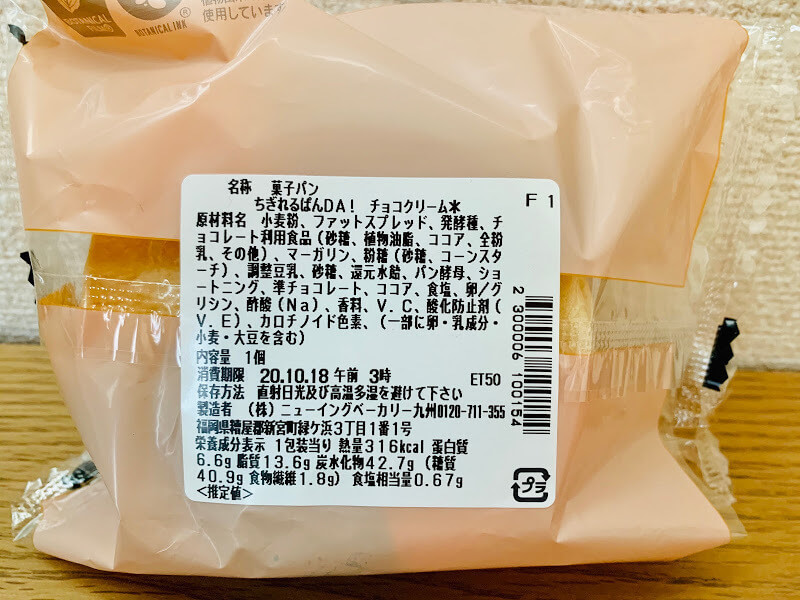 使用しています
BOTANICAL
BOTANICAL INK
®
名称 菓子パン
F1
ちぎれるぱんDA! チョコクリーム*
原材料名 小麦粉、ファットスプレッド、発酵種、チ
ョコレート利用食品(砂糖、植物油脂、ココア、全粉
乳、その他)、マーガリン、粉糖(砂糖、コーンスタ
ーチ)、調整豆乳、砂糖、還元水飴、パン酵母、ショ
ートニング、準チョコレート、ココア、食塩、卵/グ
リシン、酢酸(Na)、香料、V.C、酸化防止剤(
V.E)、カロチノイド色素、(一部に卵・乳成分・
小麦・大豆を含む)
内容量 1個
消費期限 20.10.18午前 3時
ET50
保存方法 直射日光及び高温多湿を避けて下さい
製造者 (株)ニューイングベーカリー九州0120-711-355
福岡県糟屋郡新宮町緑ケ浜3丁目1番1号
栄養成分表示 1包装当り 熱量316kcal 蛋白質
6.6g 脂質13.6g 炭水化物42.7g (糖質
40.9g 食物繊維1.8g) 食塩相当量0.67g
<推定値>
2300006100154
プラ